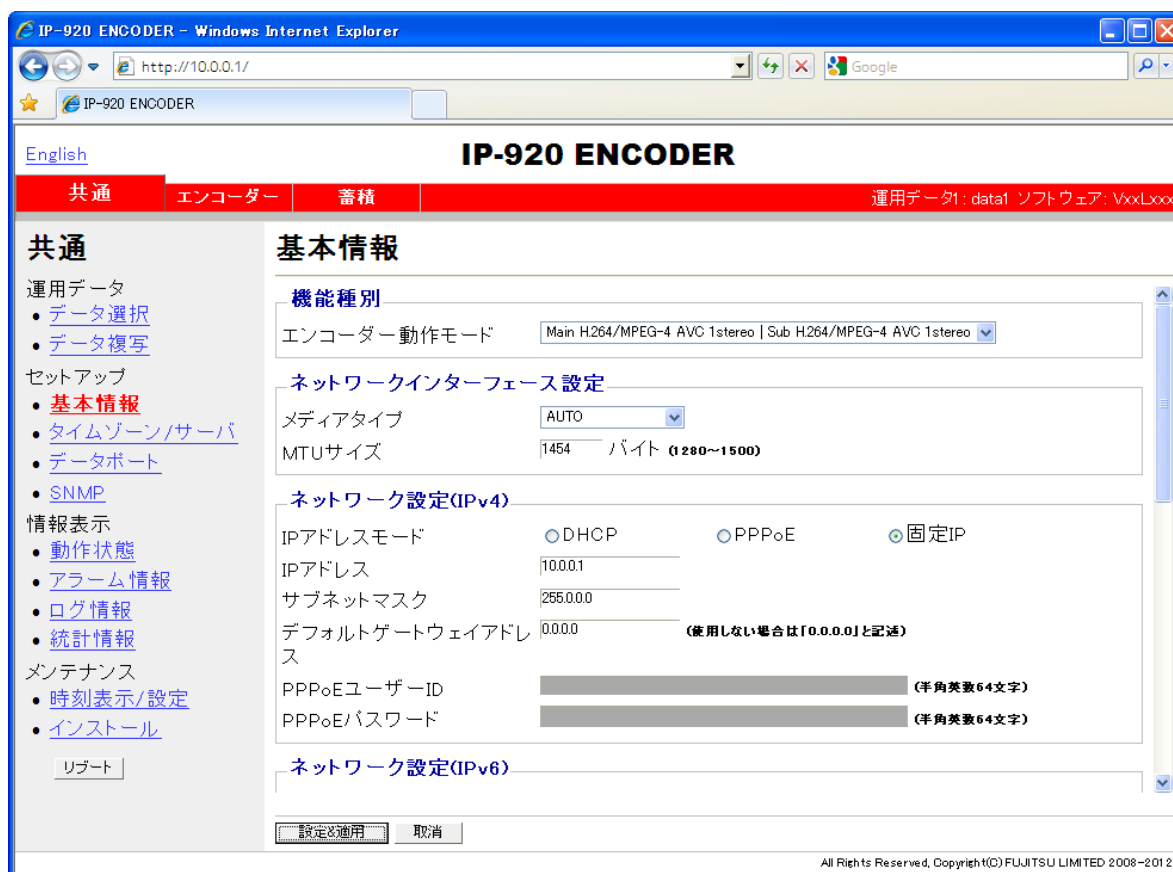 IP-920 ENCODER - Windows Internet Explorer
http://10.0.0.1/
Google
IP-920 ENCODER
English
IP-920 ENCODER
共通
エンコーダー
蓄積
運用データ1: data1 ソフトウェア: VxxLxxx
共通
運用データ
データ選択
データ複写
セットアップ
基本情報
タイムゾーン/サーバ
データポート
SNMP
情報表示
動作状態
アラーム情報
ログ情報
統計情報
メンテナンス
時刻表示/設定
インストール
リブート
基本情報
機能種別
エンコーダー動作モード Main H.264/MPEG-4 AVC 1stereo | Sub H.264/MPEG-4 AVC 1stereo
ネットワークインターフェース設定
メディアタイプ AUTO
MTUサイズ 1454 バイト (1280～1500)
ネットワーク設定(IPv4)
IPアドレスモード DHCP PPPoE 固定IP
IPアドレス 10.0.0.1
サブネットマスク 255.0.0.0
デフォルトゲートウェイアドレ 0.0.0.0 (使用しない場合は「0.0.0.0」と記述)
ス
PPPoEユーザーID (半角英数64文字)
PPPoEパスワード (半角英数64文字)
ネットワーク設定(IPv6)
設定&適用 取消
All Rights Reserved, Copyright(C) FUJITSU LIMITED 2008-2012